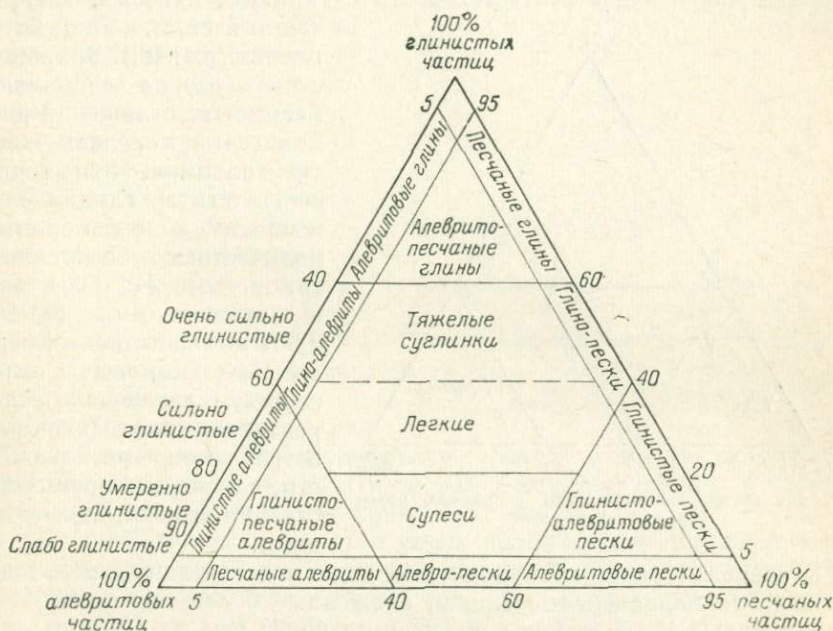 100%
глинистых
частиц
5
95
Алевритовые глины
Песчаные глины
Алеврито-
песчаные
глины
40
60
Очень сильно
глинистые
Глино-алевриты
Тяжелые
суглинки
Глино-пески
60
40
Сильно
глинистые
Глинистые алевриты
Легкие
Глинистые пески
80
20
Умеренно
глинистые
90
Глинисто-
песчаные
алевриты
Супеси
Глинисто-
алевритовые
пески
Слабо глинистые
5
100%
алевритовых
частиц
Песчаные алевриты
Алевро-пески
Алевритовые пески
100%
песчаных
частиц
5
40
60
95